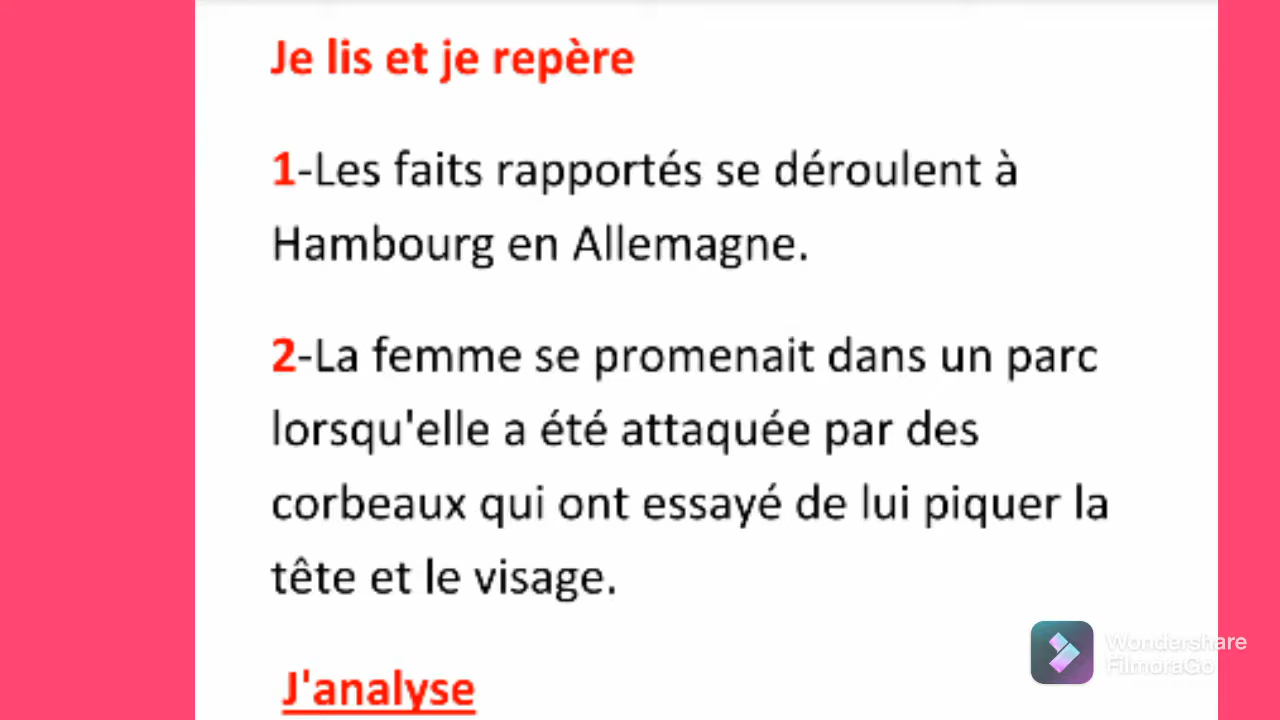 Je lis et je repère
1-Les faits rapportés se déroulent à
Hambourg en Allemagne.
2-La femme se promenait dans un parc
lorsqu'elle a été attaquée par des
corbeaux qui ont essayé de lui piquer la
tête et le visage.
Wondershare
FilmoraGo
J'analyse